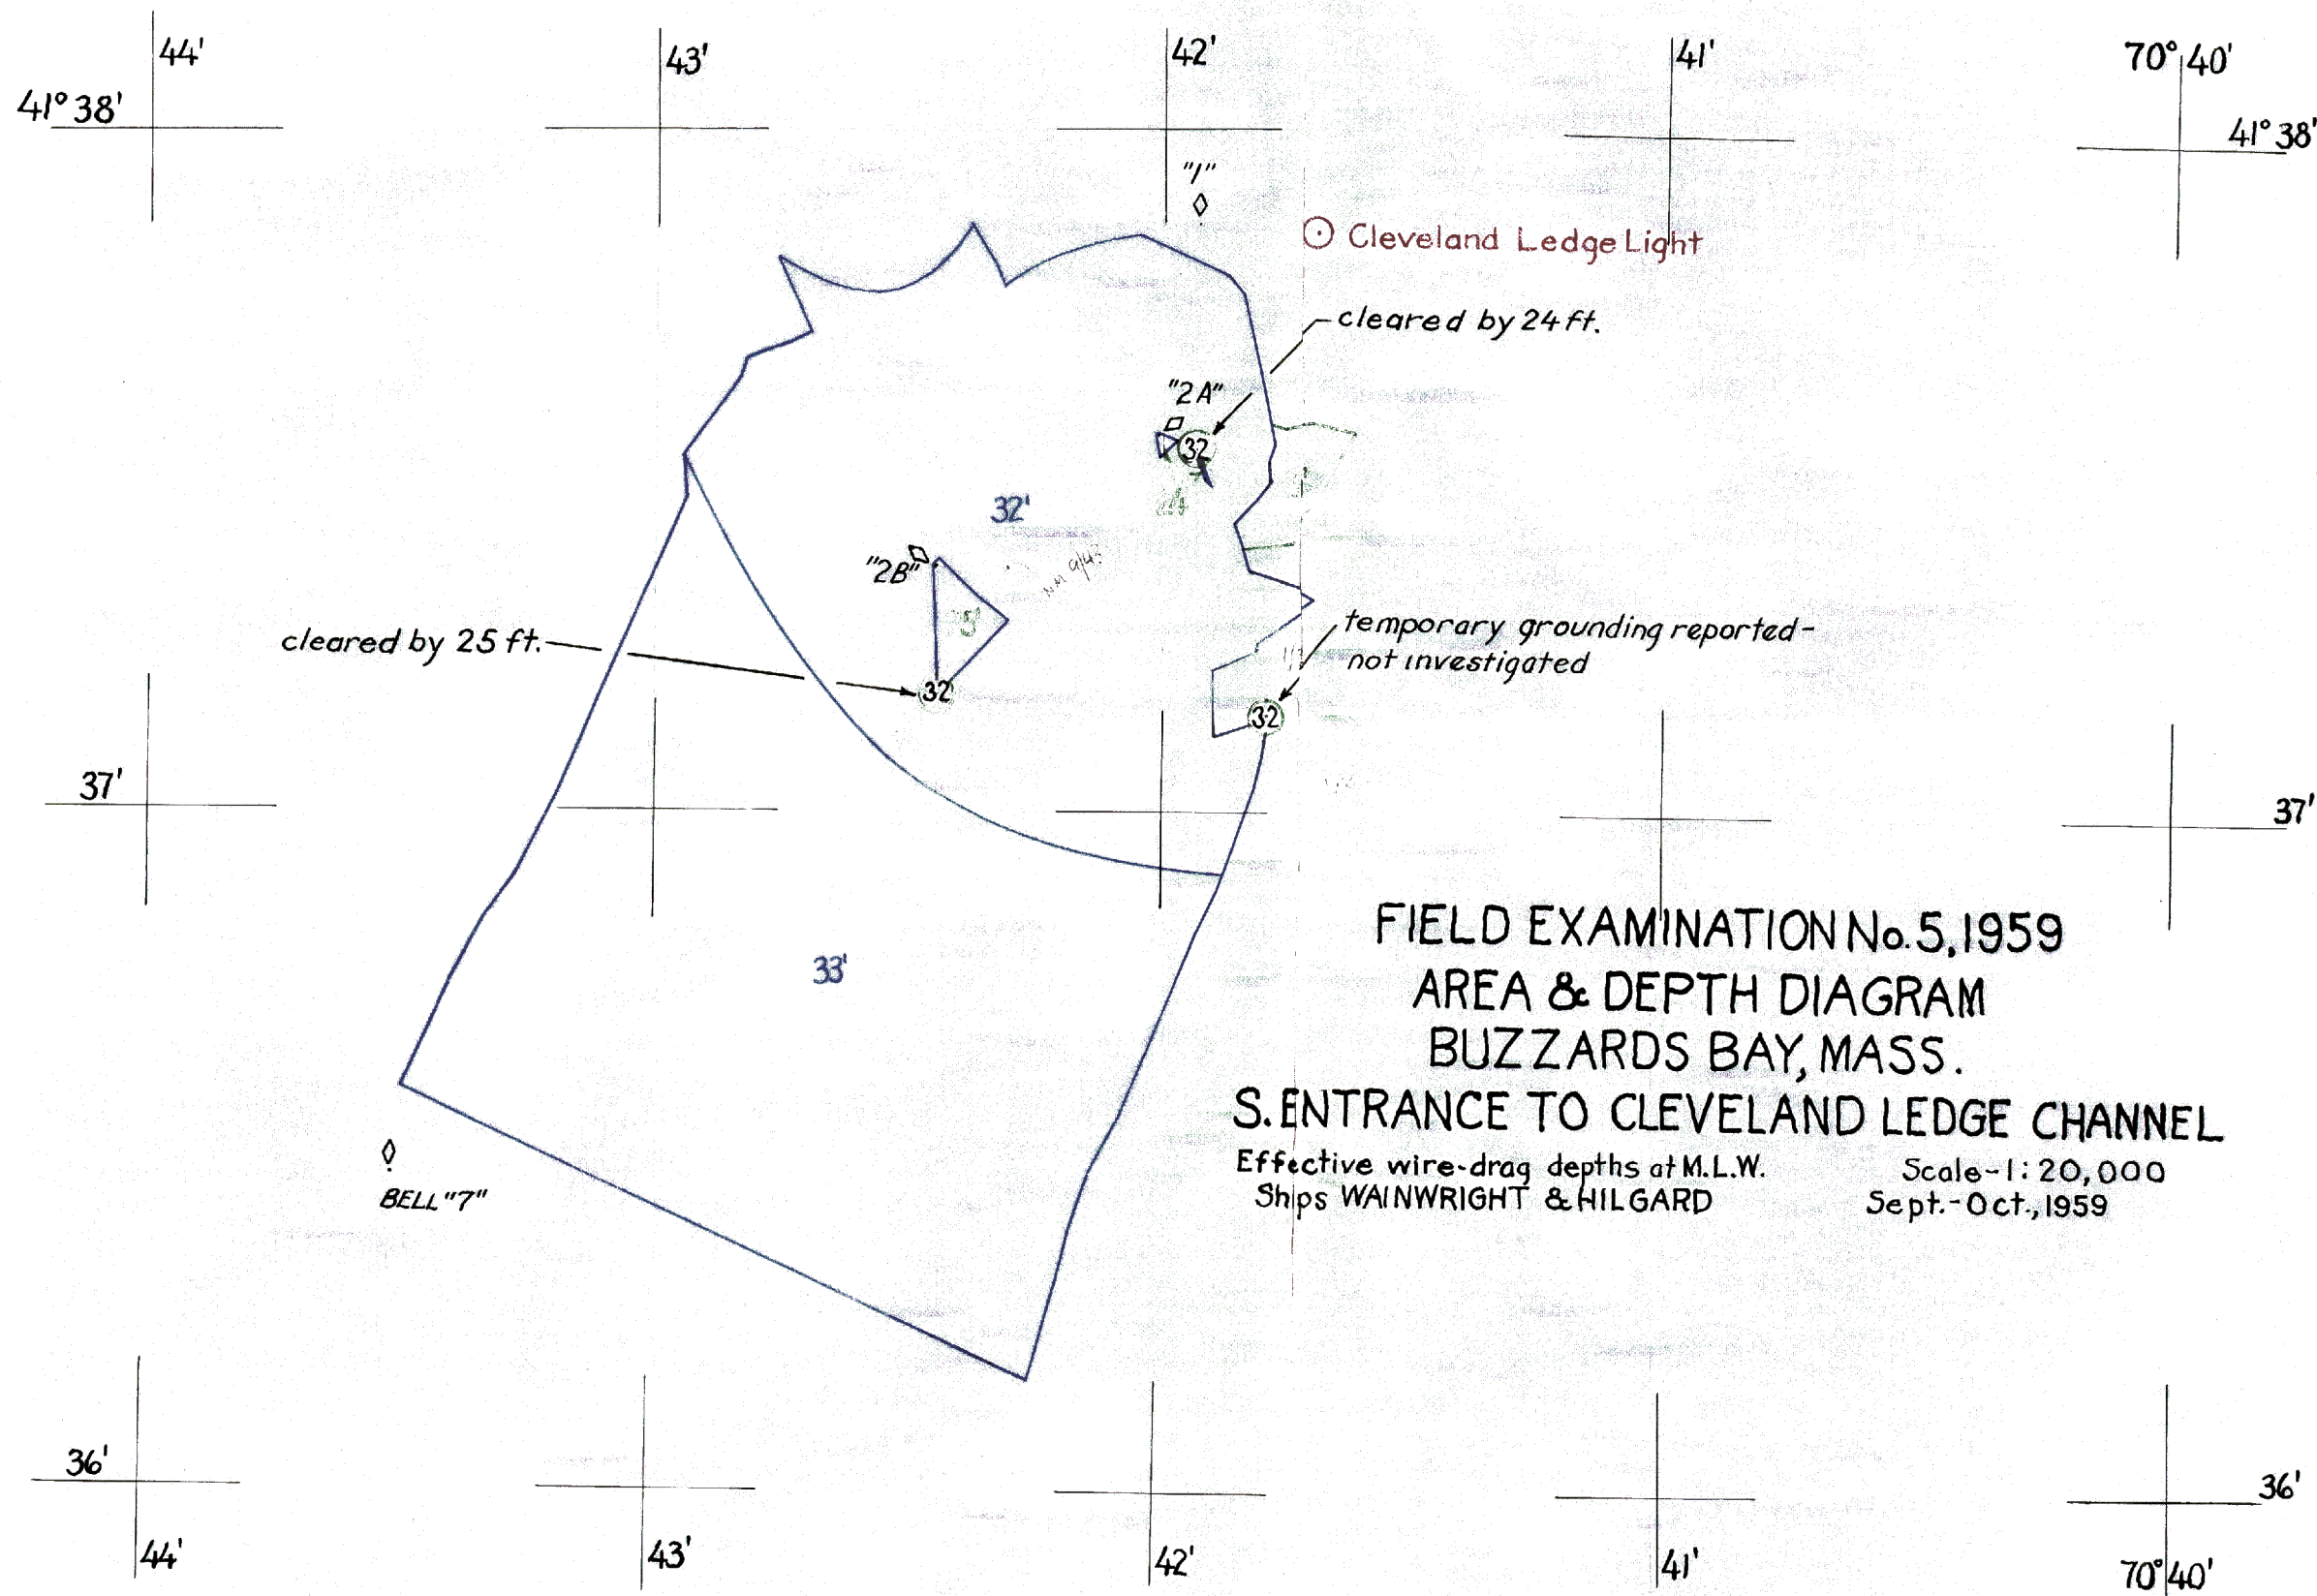 44'
43'
42'
41'
70° 40'
41° 38'
41° 38'
"1"
Cleveland Ledge Light
cleared by 24 ft.
"2A"
32
32'
"2B"
cleared by 25 ft.
32
temporary grounding reported-
not investigated
32
37'
37'
33'
FIELD EXAMINATION No. 5, 1959
AREA & DEPTH DIAGRAM
BUZZARDS BAY, MASS.
S. ENTRANCE TO CLEVELAND LEDGE CHANNEL
Effective wire-drag depths at M.L.W. Scale-1: 20,000
Ships WAINWRIGHT & HILGARD Sept.-Oct., 1959
BELL "7"
36'
36'
44'
43'
42'
41'
70° 40'